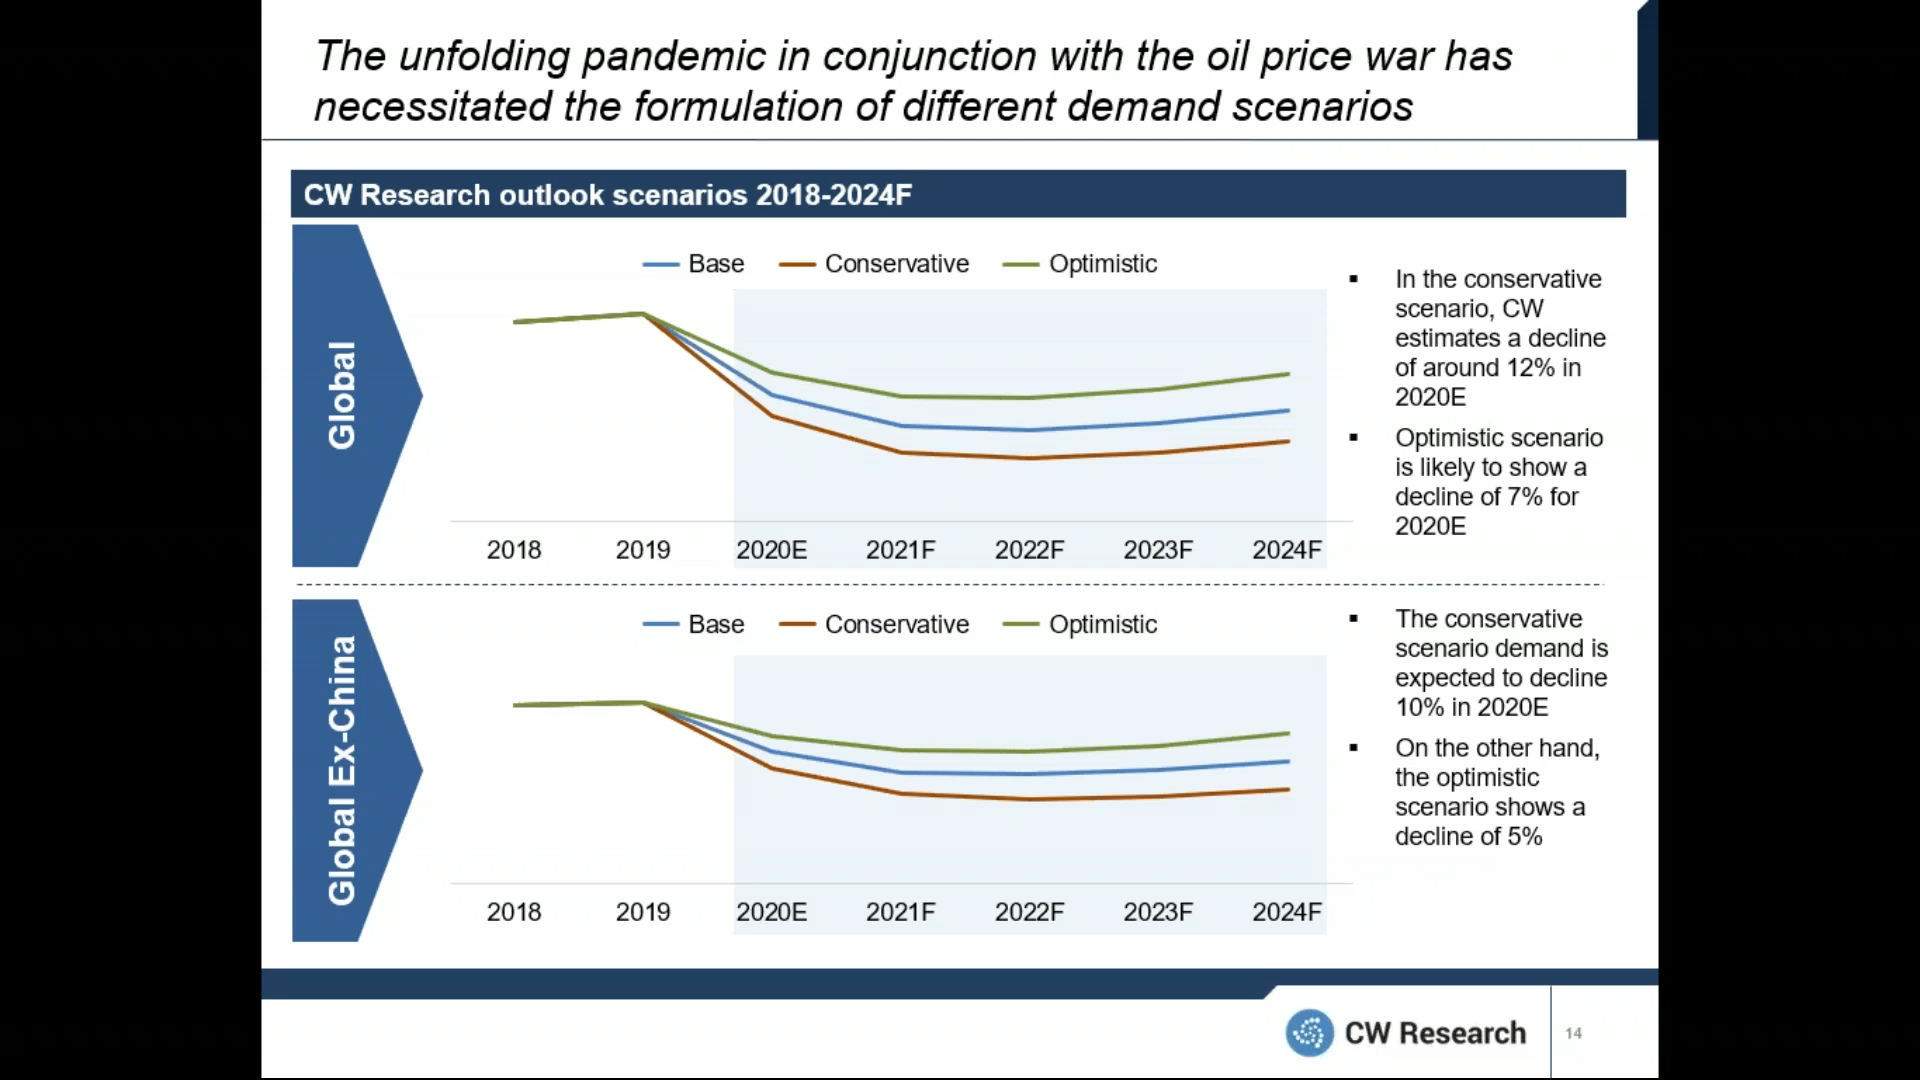 The unfolding pandemic in conjunction with the oil price war has
necessitated the formulation of different demand scenarios
CW Research outlook scenarios 2018-2024F
Global
Base Conservative Optimistic
2018 2019 2020E 2021F 2022F 2023F 2024F
▪ In the conservative
scenario, CW
estimates a decline
of around 12% in
2020E
▪ Optimistic scenario
is likely to show a
decline of 7% for
2020E
Global Ex-China
Base Conservative Optimistic
2018 2019 2020E 2021F 2022F 2023F 2024F
▪ The conservative
scenario demand is
expected to decline
10% in 2020E
▪ On the other hand,
the optimistic
scenario shows a
decline of 5%
CW Research
14